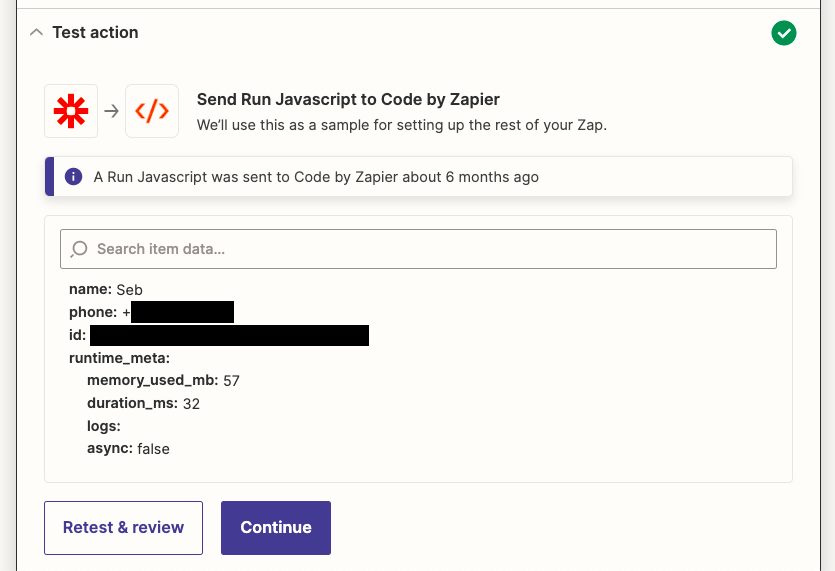 Test action
Send Run Javascript to Code by Zapier
We’ll use this as a sample for setting up the rest of your Zap.
A Run Javascript was sent to Code by Zapier about 6 months ago
Search item data...
name: Seb
phone: +
id:
runtime_meta:
memory_used_mb: 57
duration_ms: 32
logs:
async: false
Retest & review
Continue